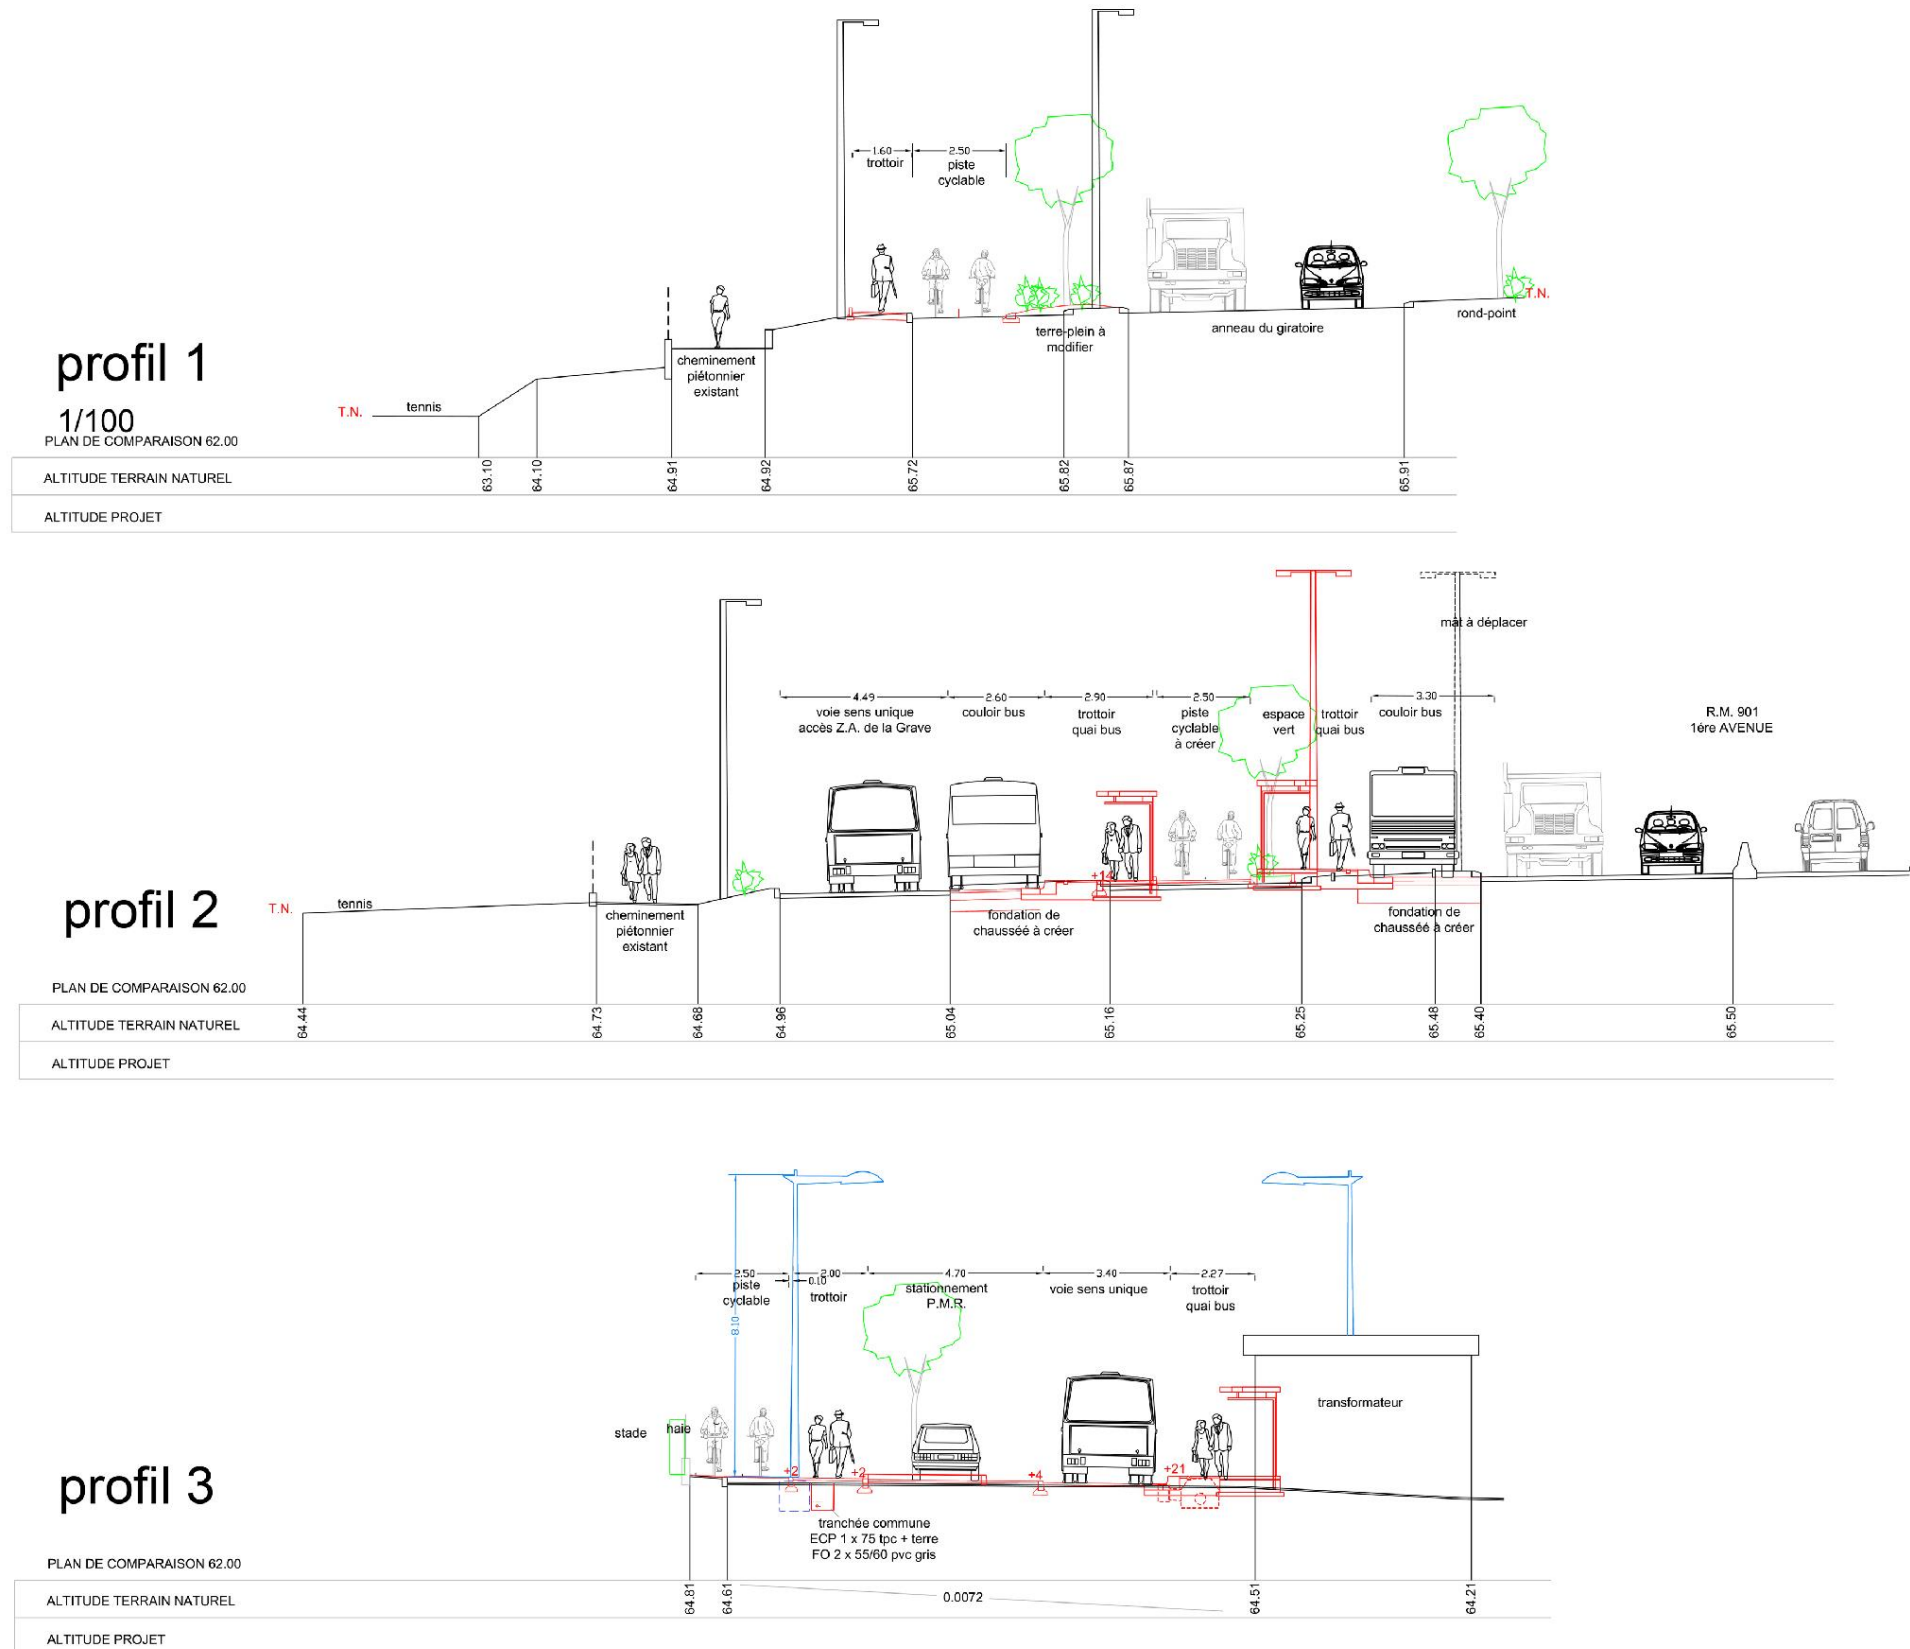 1.60
2.50
trottoir
piste
cyclable
T.N.
rond-point
anneau du giratoire
terre-plein à
modifier
cheminement
piétonnier
existant
profil 1
1/100
T.N.
tennis
PLAN DE COMPARAISON 62.00
ALTITUDE TERRAIN NATUREL
63.10
64.10
64.91
64.92
65.72
65.82
65.87
65.91
ALTITUDE PROJET
mât à déplacer
4.49
2.60
2.90
2.50
3.30
voie sens unique
accès Z.A. de la Grave
couloir bus
trottoir
quai bus
piste
cyclable
à créer
espace
vert
trottoir
quai bus
couloir bus
R.M. 901
1ére AVENUE
+14
profil 2
T.N.
tennis
cheminement
piétonnier
existant
fondation de
chausséé à créer
fondation de
chausséé à créer
PLAN DE COMPARAISON 62.00
ALTITUDE TERRAIN NATUREL
64.44
64.73
64.68
64.96
65.04
65.16
65.25
65.48
65.40
65.50
ALTITUDE PROJET
2.50
0.10
2.00
4.70
3.40
2.27
piste
cyclable
trottoir
stationnement
P.M.R.
voie sens unique
trottoir
quai bus
8.10
transformateur
stade
haie
+2
+2
+4
+21
profil 3
tranchée commune
ECP 1 x 75 tpc + terre
FO 2 x 55/60 pvc gris
PLAN DE COMPARAISON 62.00
ALTITUDE TERRAIN NATUREL
64.81
64.61
0.0072
64.51
64.21
ALTITUDE PROJET